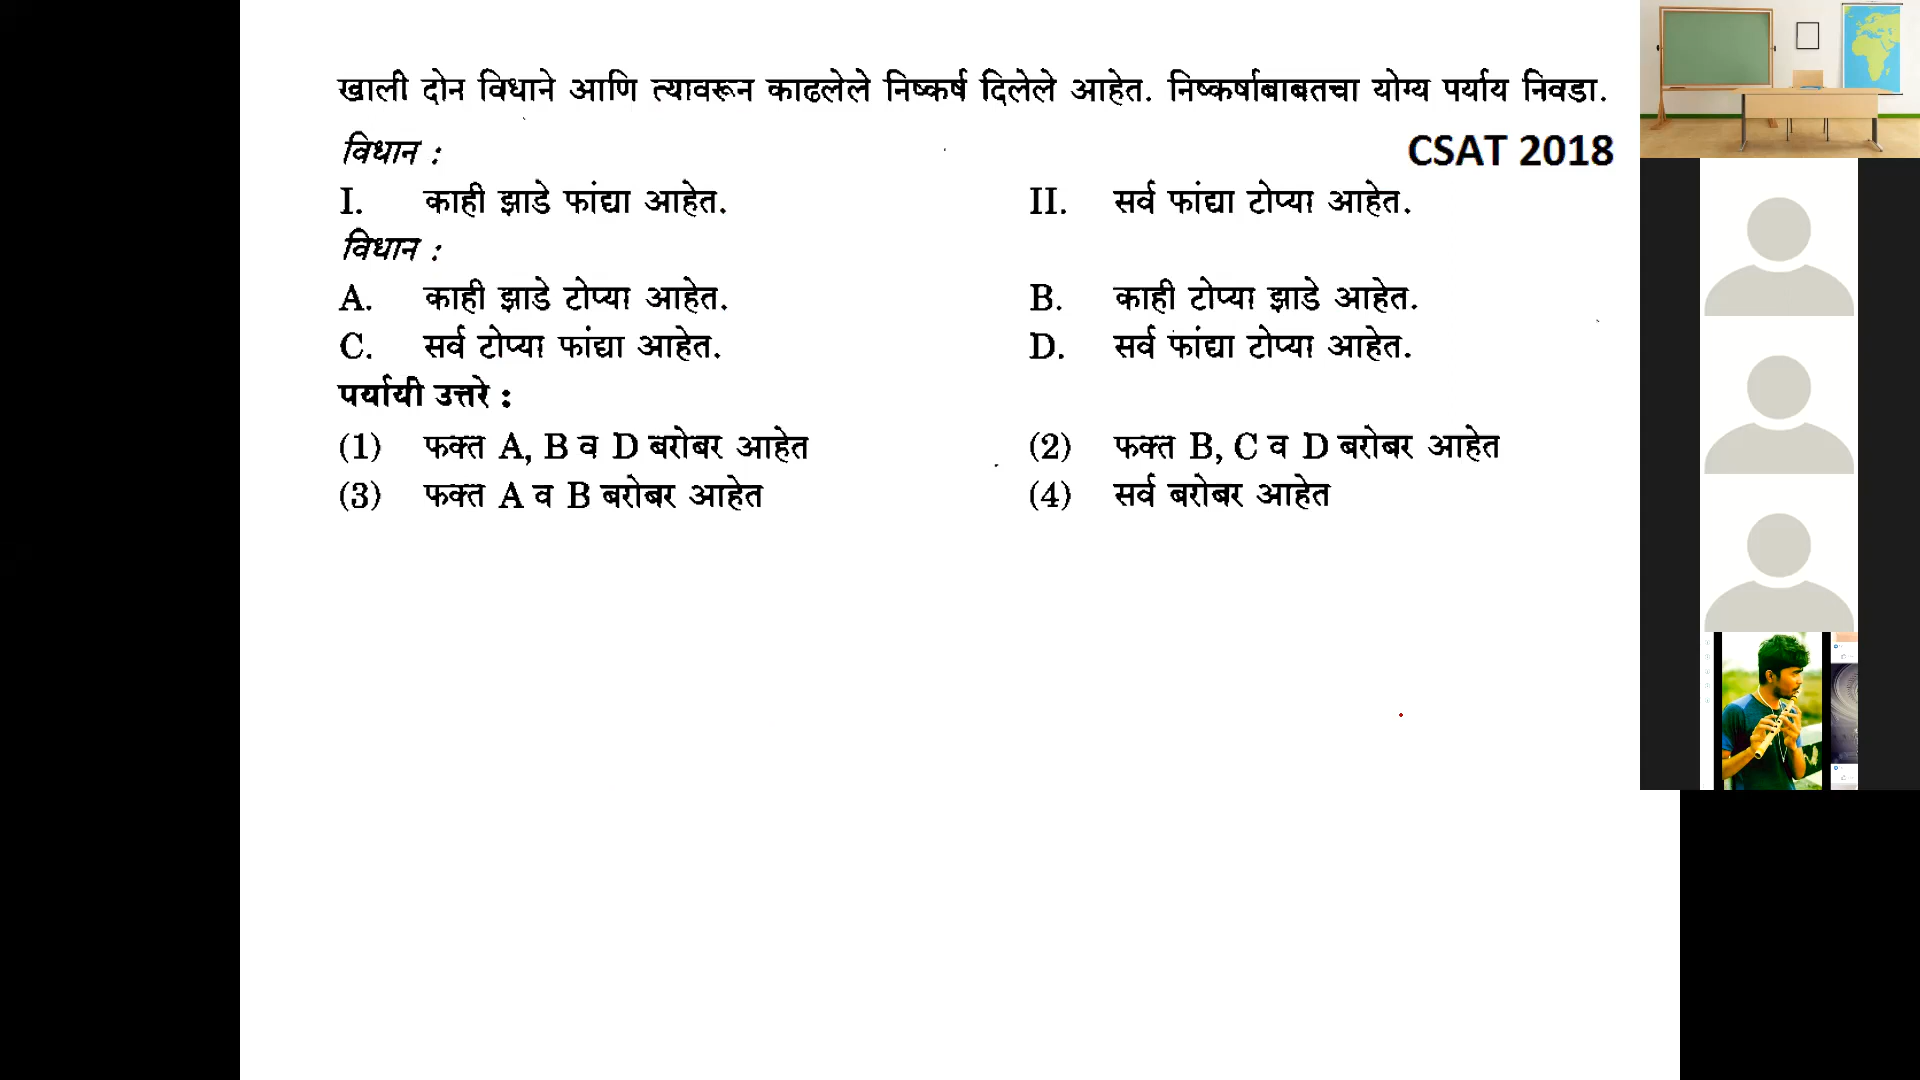 खाली दोन विधाने आणि त्यावरून काढलेले निष्कर्ष दिलेले आहेत. निष्कर्षाबाबतचा योग्य पर्याय निवडा.
विधान :
CSAT 2018
I. काही झाडे फांद्या आहेत. II. सर्व फांद्या टोप्या आहेत.
विधान :
A. काही झाडे टोप्या आहेत. B. काही टोप्या झाडे आहेत.
C. सर्व टोप्या फांद्या आहेत. D. सर्व फांद्या टोप्या आहेत.
पर्यायी उत्तरे :
(1) फक्त A, B व D बरोबर आहेत (2) फक्त B, C व D बरोबर आहेत
(3) फक्त A व B बरोबर आहेत (4) सर्व बरोबर आहेत